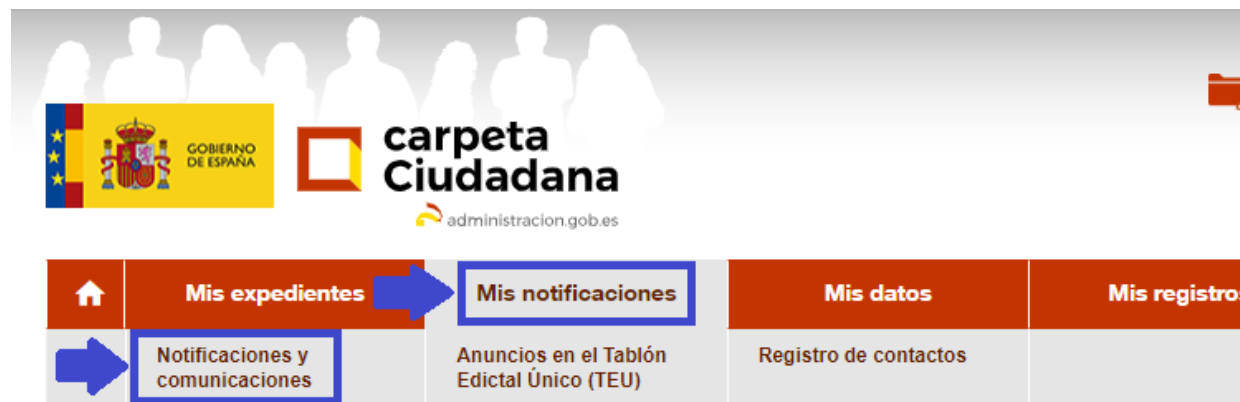 GOBIERNO
DE ESPAÑA
carpeta
Ciudadana
administracion.gob.es
Mis expedientes
Mis notificaciones
Mis datos
Mis registros
Notificaciones y
comunicaciones
Anuncios en el Tablón
Edictal Único (TEU)
Registro de contactos